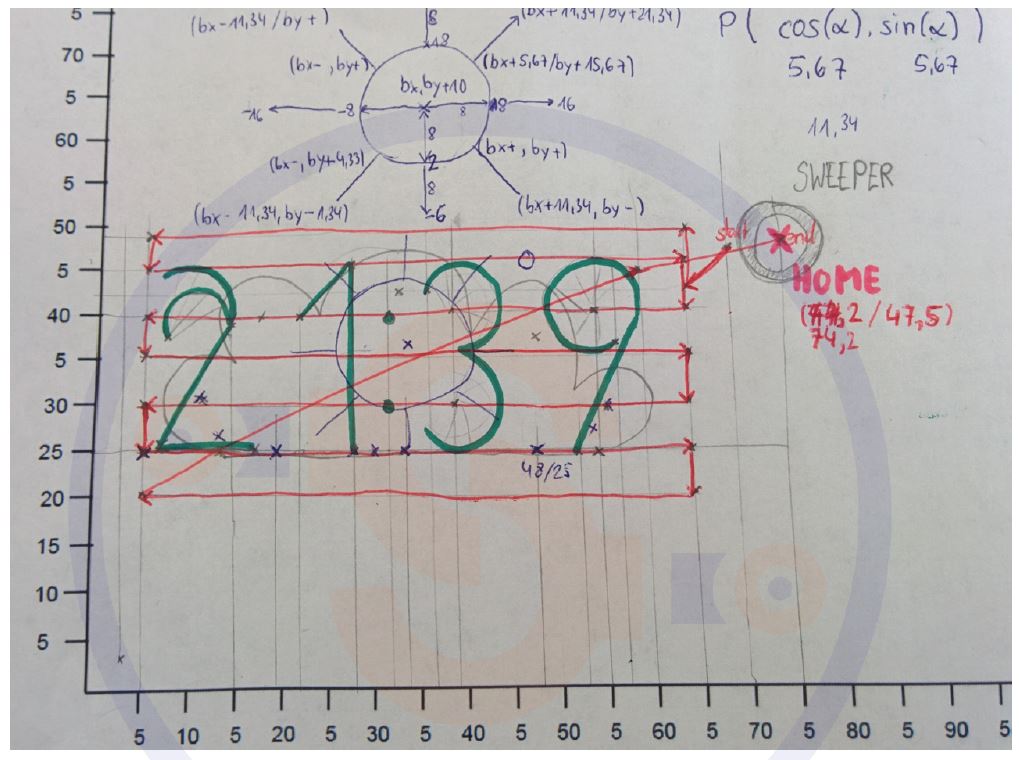 (bx-11,34/by+) 8 (bx+11,34/by+21,34) P( cos(α), sin(α) )
5
70 (bx-, by+) 18 (bx+5,67/by+15,67) 5,67 5,67
bx, by+10
5 -16 -8 8 18 16
60 8 11,34
(bx-, by+4,33) 2 (bx+, by+)
5 8 SWEEPER
(bx-11,34, by-1,34) -6 (bx+11,34, by-)
50 start end
5 HOME
40 (2/47,5)
74,2
21:39
5
30
25
48/25
20
15
10
5
5 10 5 20 5 30 5 40 5 50 5 60 5 70 5 80 5 90 5